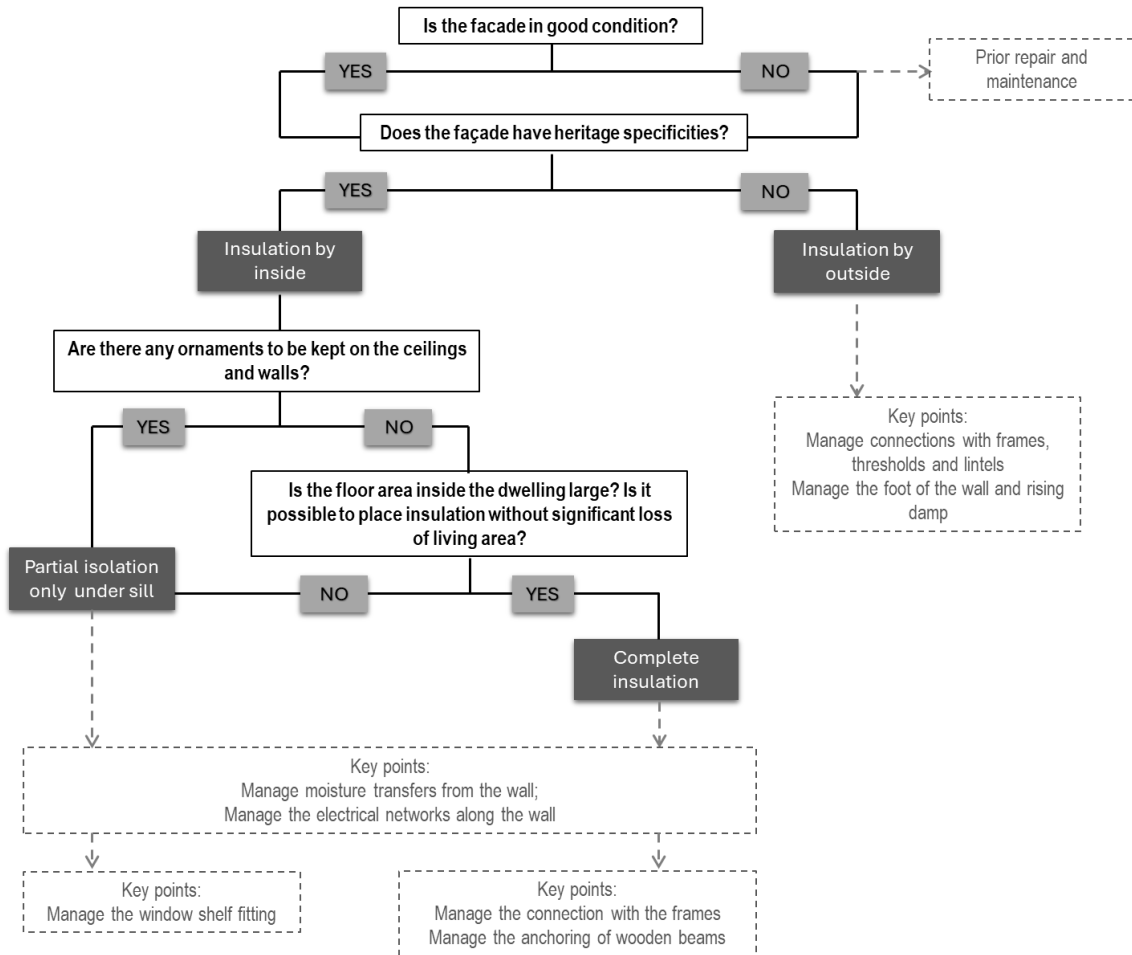 Is the facade in good condition?
YES
NO
Prior repair and
maintenance
Does the façade have heritage specificities?
YES
NO
Insulation by
inside
Insulation by
outside
Are there any ornaments to be kept on the ceilings
and walls?
YES
NO
Key points:
Manage connections with frames,
thresholds and lintels
Manage the foot of the wall and rising
damp
Is the floor area inside the dwelling large? Is it
possible to place insulation without significant loss
of living area?
Partial isolation
only under sill
NO
YES
Complete
insulation
Key points:
Manage moisture transfers from the wall;
Manage the electrical networks along the wall
Key points:
Manage the window shelf fitting
Key points:
Manage the connection with the frames
Manage the anchoring of wooden beams